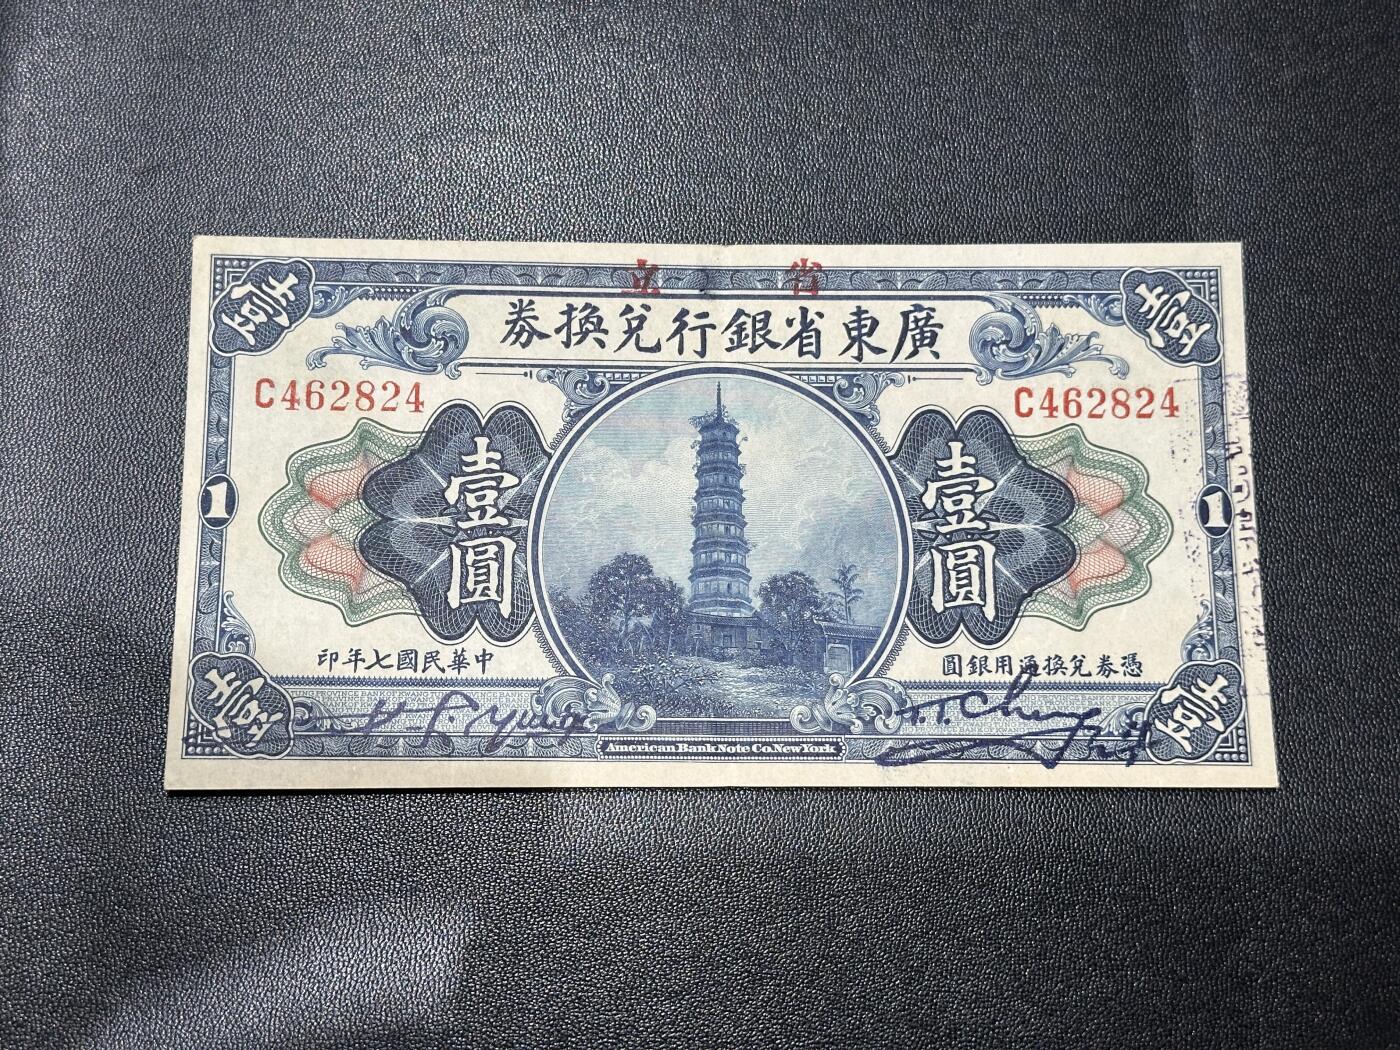 省 立
廣東省銀行兌換券
壹 壹
C462824 C462824
壹圓 壹圓
1 1
中華民國七年印 憑券兌換通用銀圓
壹 壹
American Bank Note Co. New York